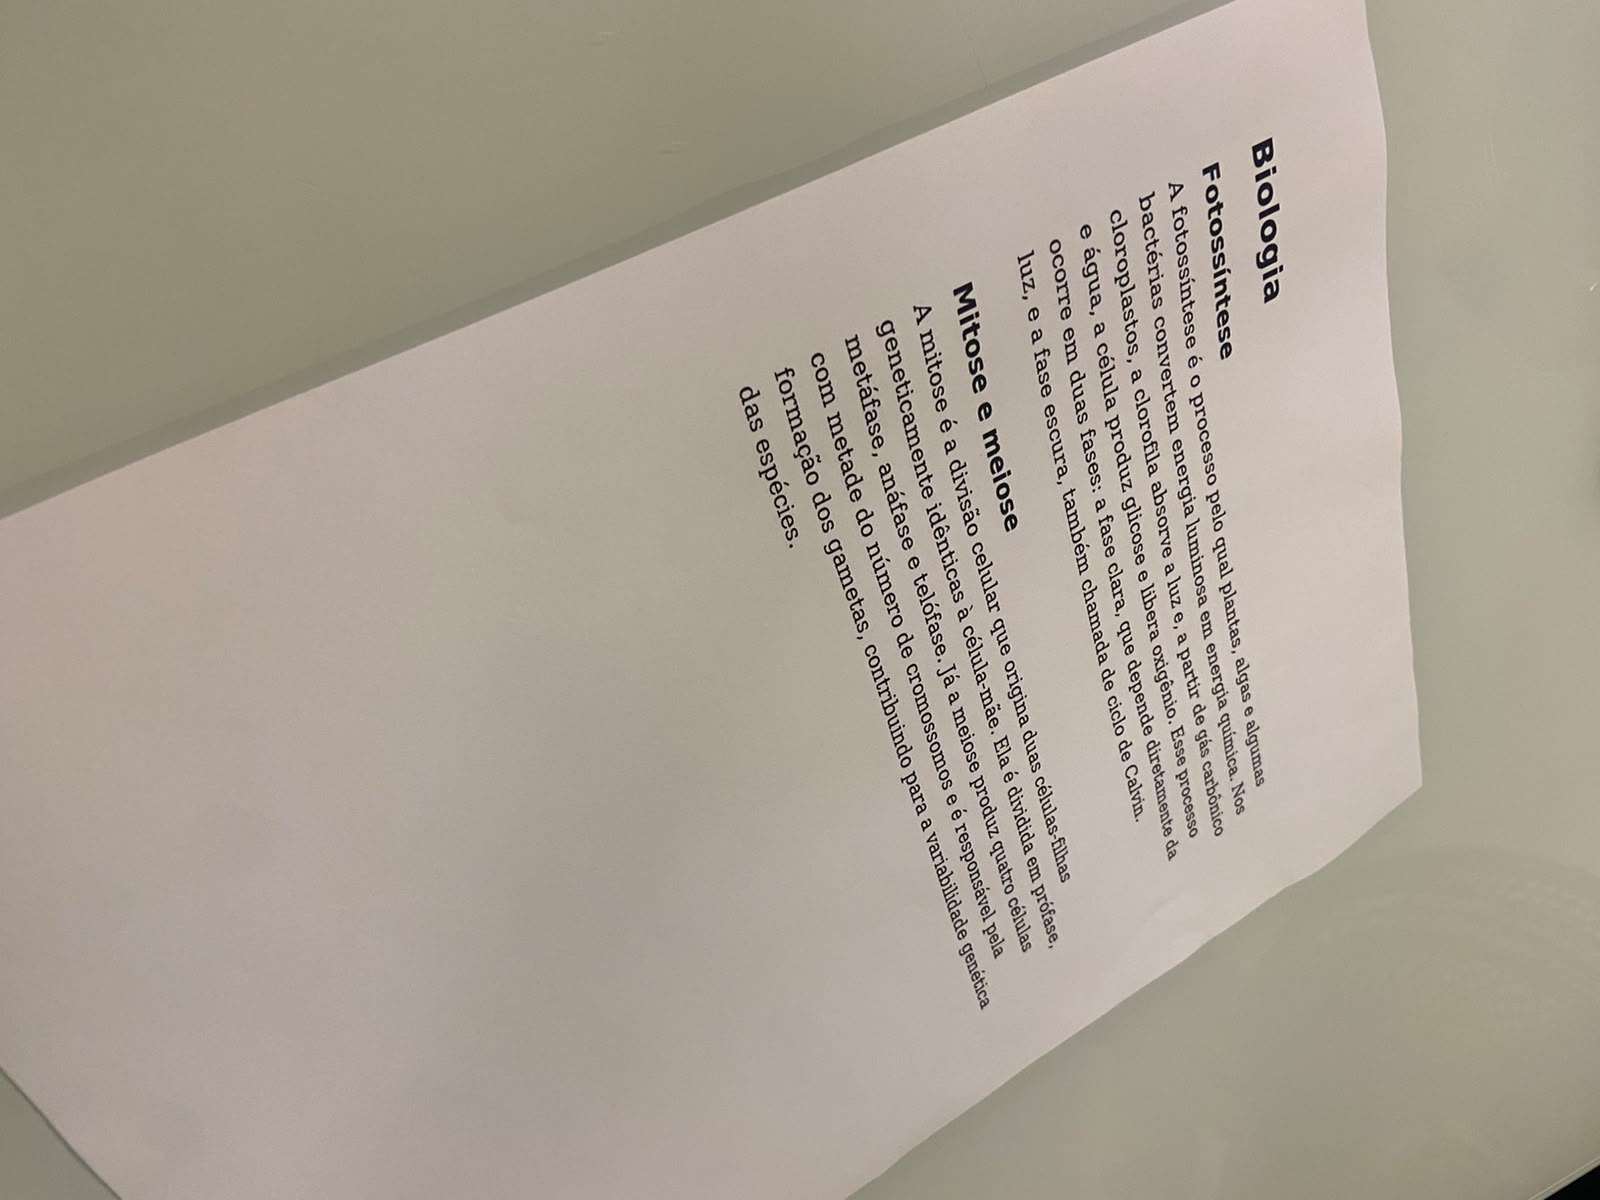 Biologia
Fotossíntese
A fotossíntese é o processo pelo qual plantas, algas e algumas
bactérias convertem energia luminosa em energia química. Nos
cloroplastos, a clorofila absorve a luz e, a partir de gás carbônico
e água, a célula produz glicose e libera oxigênio. Esse processo
ocorre em duas fases: a fase clara, que depende diretamente da
luz, e a fase escura, também chamada de ciclo de Calvin.
Mitose e meiose
A mitose é a divisão celular que origina duas células-filhas
geneticamente idênticas à célula-mãe. Ela é dividida em prófase,
metáfase, anáfase e telófase. Já a meiose produz quatro células
com metade do número de cromossomos e é responsável pela
formação dos gametas, contribuindo para a variabilidade genética
das espécies.